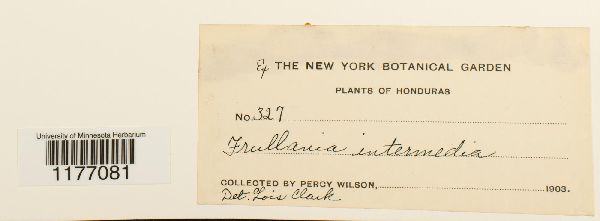 Ex THE NEW YORK BOTANICAL GARDEN
PLANTS OF HONDURAS
No. 327
Frullania intermedia
COLLECTED BY PERCY WILSON, 1903.
Det. Lois Clark
University of Minnesota Herbarium
1177081